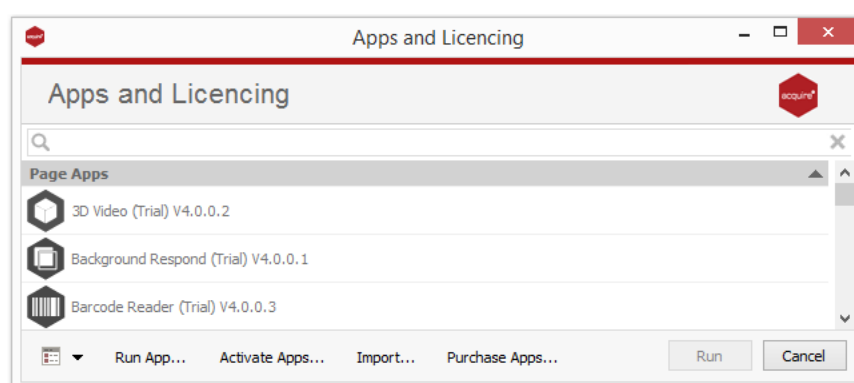 Apps and Licencing
Apps and Licencing
acquire
Page Apps
3D Video (Trial) V4.0.0.2
Background Respond (Trial) V4.0.0.1
Barcode Reader (Trial) V4.0.0.3
Run App... Activate Apps... Import... Purchase Apps... Run Cancel